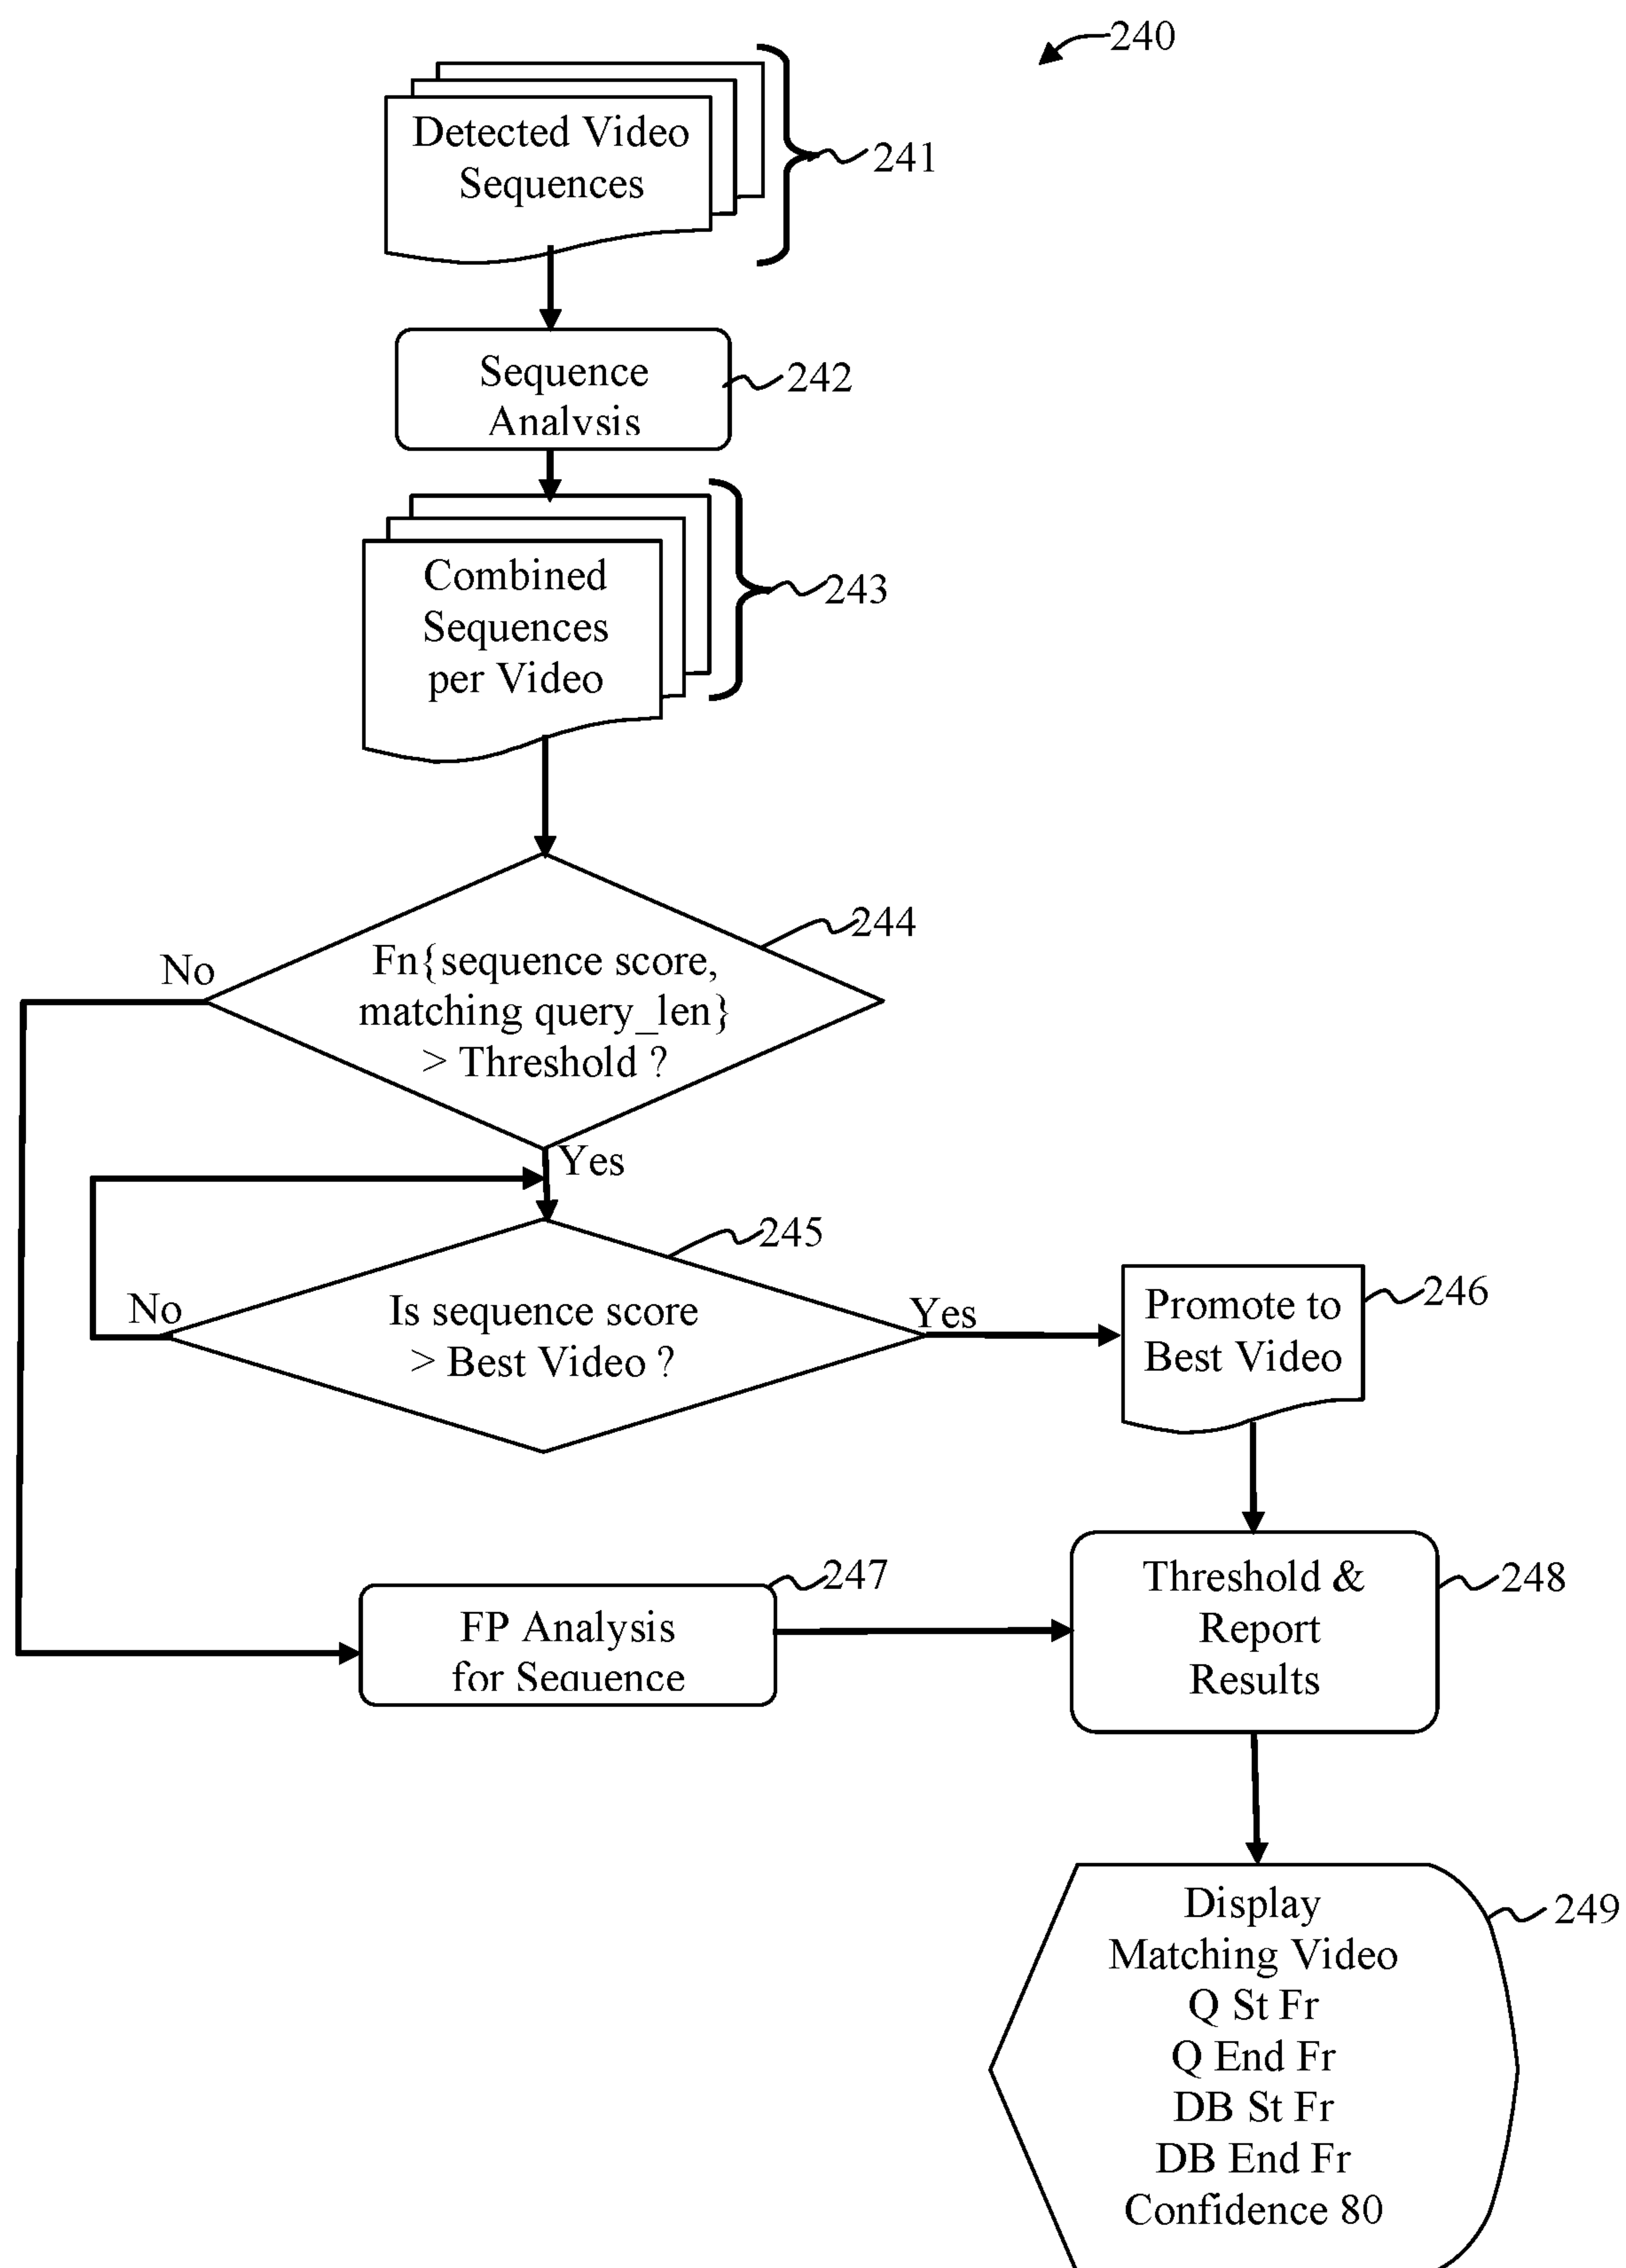 240
Detected Video
Sequences
241
Sequence
Analysis
242
Combined
Sequences
per Video
243
244
No
Fn{sequence score,
matching query_len}
> Threshold ?
Yes
245
No
Is sequence score
> Best Video ?
Yes
Promote to
Best Video
246
247
FP Analysis
for Sequence
Threshold &
Report
Results
248
Display
Matching Video
Q St Fr
Q End Fr
DB St Fr
DB End Fr
Confidence 80
249